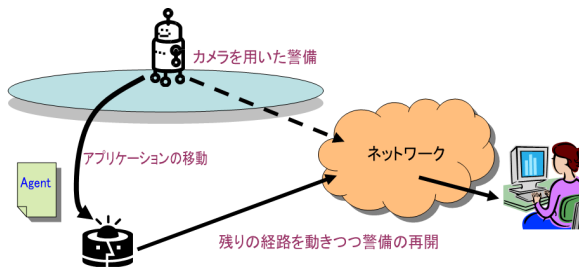 カメラを用いた警備
ネットワーク
アプリケーションの移動
Agent
残りの経路を動きつつ警備の再開